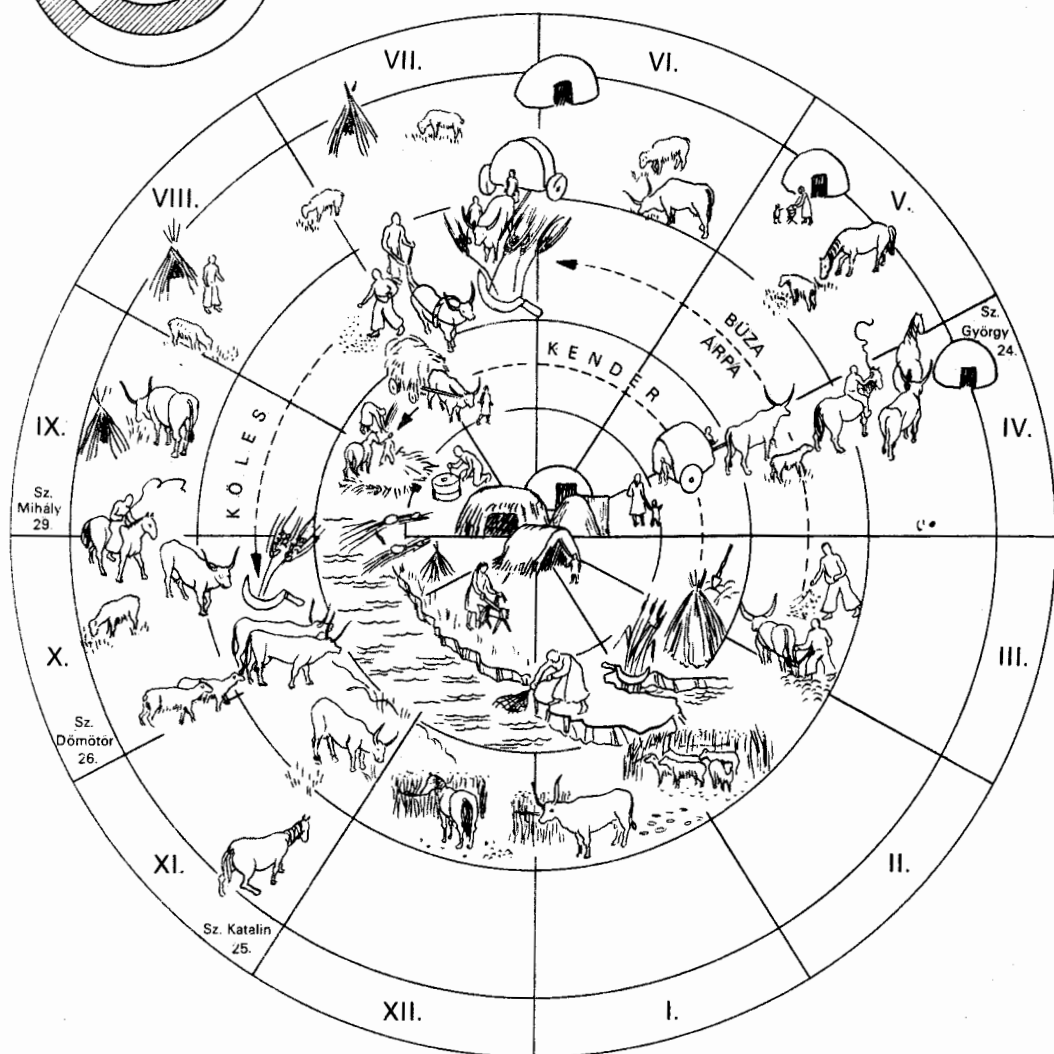 VII.
VI.
VIII.
V.
BÚZA
ÁRPA
Sz.
György
24.
KENDER
KÖLES
IX.
IV.
Sz.
Mihály
29.
X.
III.
Sz.
Dömötör
26.
XI.
II.
Sz. Katalin
25.
XII.
I.